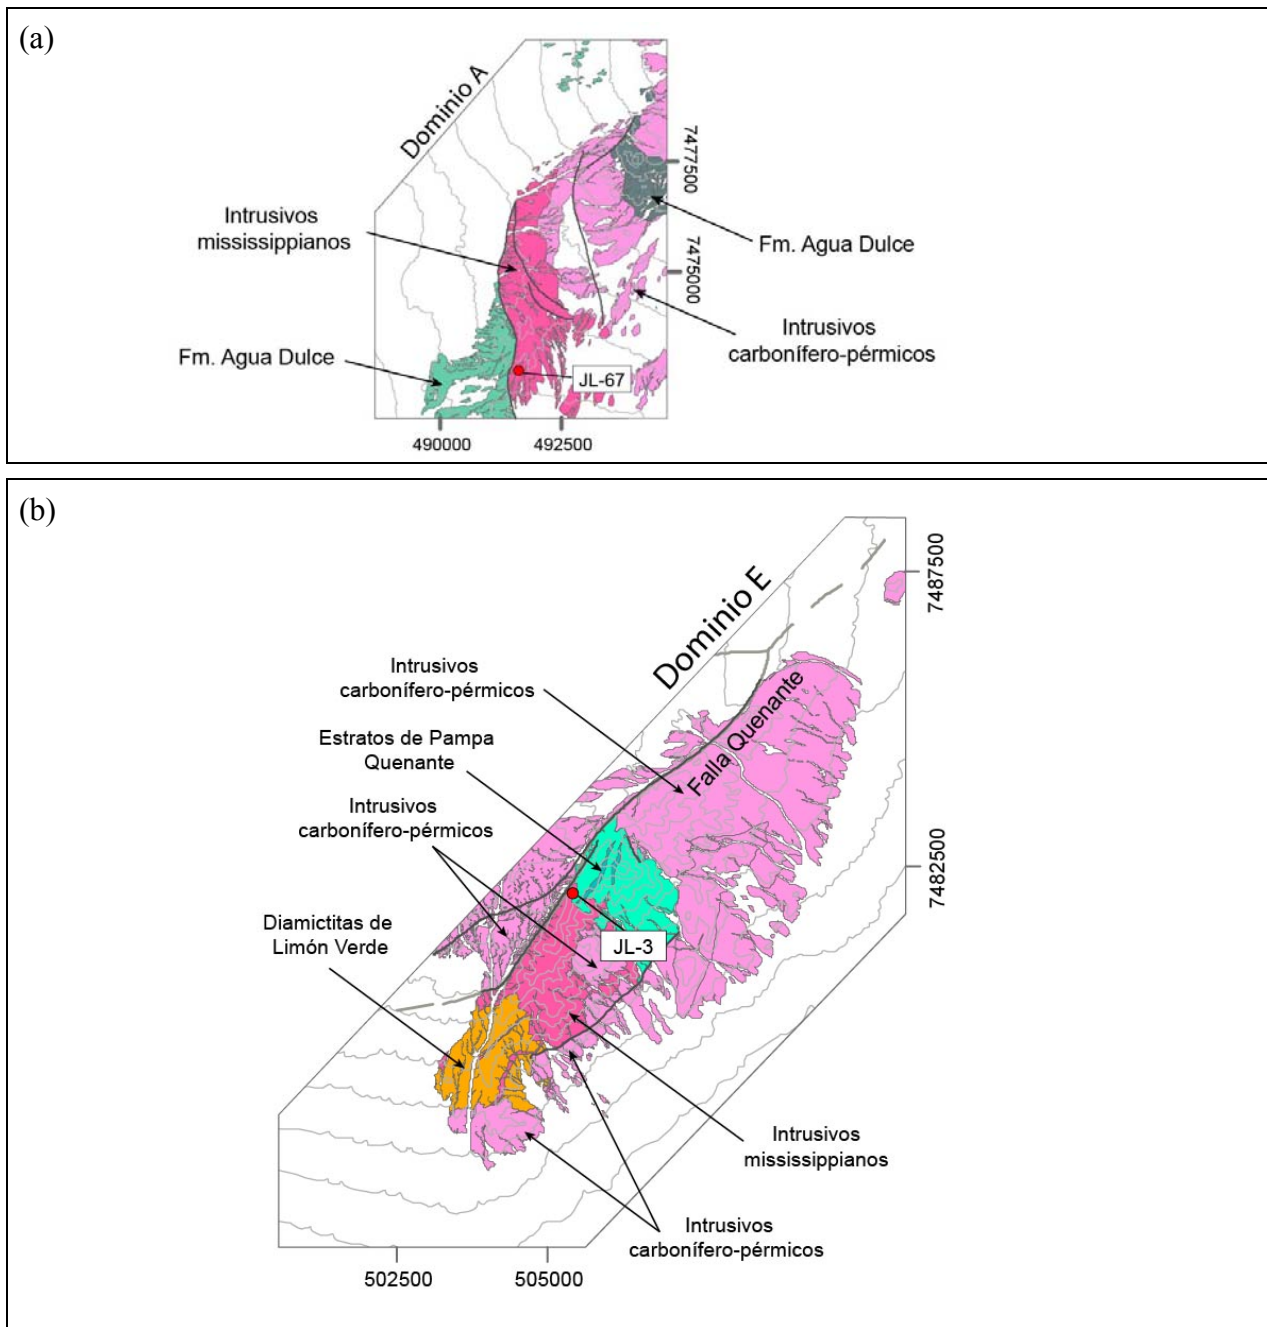 (a)
Dominio A
7477500
Intrusivos
mississippianos
Fm. Agua Dulce
7475000
Intrusivos
carbonífero-pérmicos
Fm. Agua Dulce
JL-67
490000
492500
(b)
7487500
Dominio E
Intrusivos
carbonífero-pérmicos
Falla Quenante
Estratos de Pampa
Quenante
Intrusivos
carbonífero-pérmicos
7482500
Diamictitas de
Limón Verde
JL-3
Intrusivos
mississippianos
Intrusivos
carbonífero-pérmicos
502500
505000